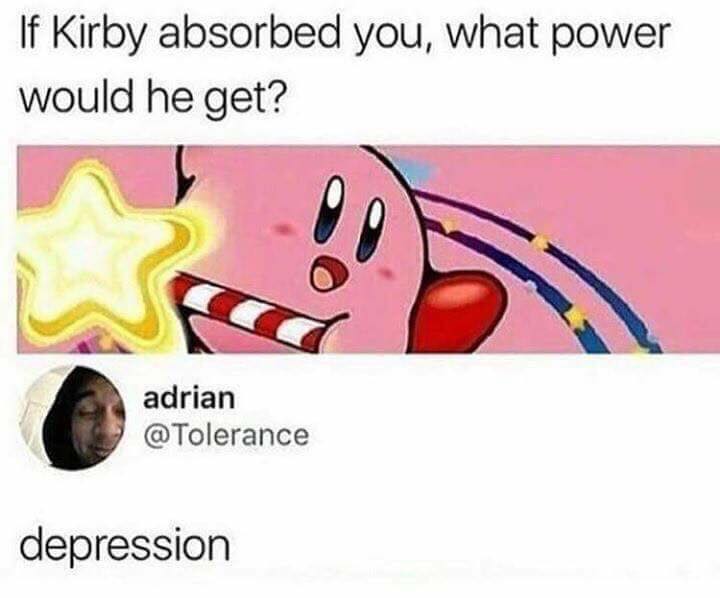 If Kirby absorbed you, what power
would he get?
adrian
@Tolerance
depression